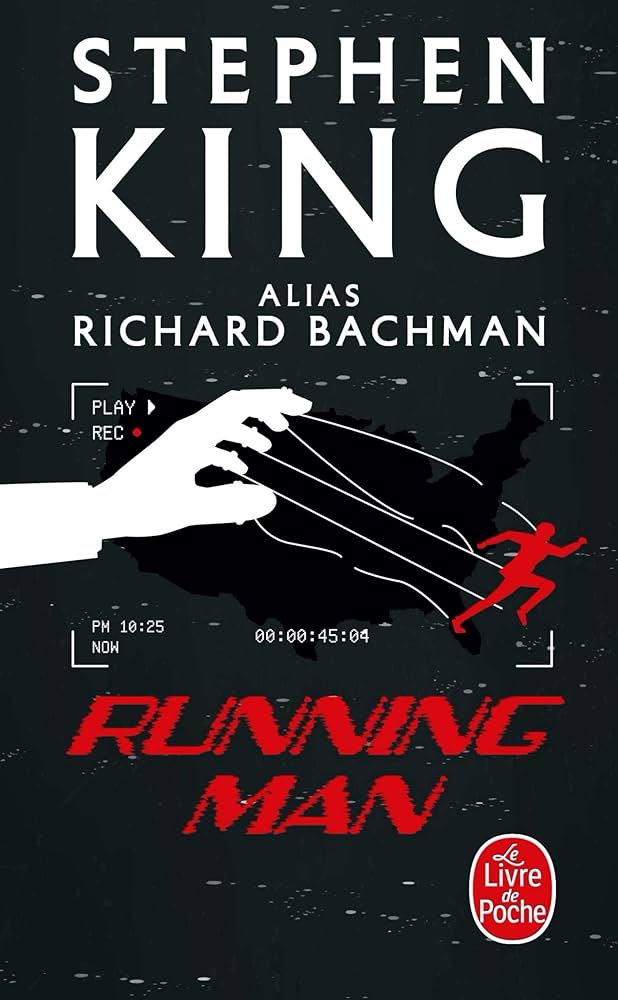 STEPHEN
KING
ALIAS
RICHARD BACHMAN
PLAY
REC
PM 10:25
NOW
00:00:45:04
RUNNING
MAN
Le
Livre
de
Poche